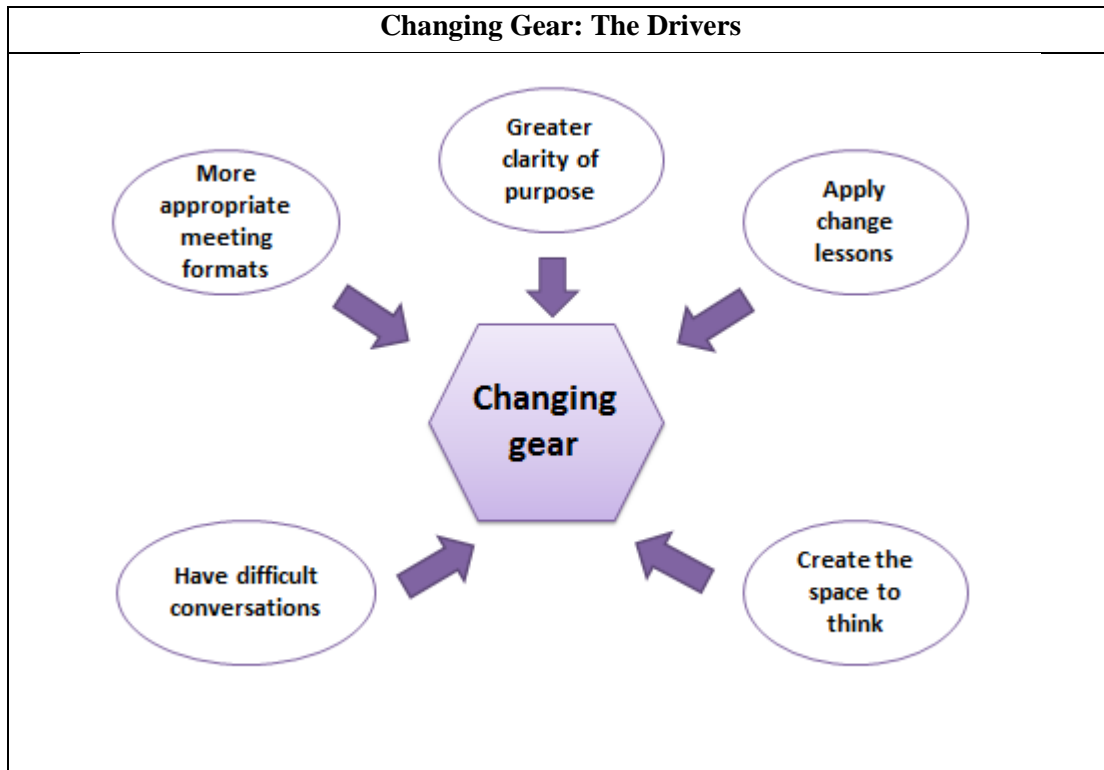 Changing Gear: The Drivers
Greater
clarity of
purpose
More
appropriate
meeting
formats
Apply
change
lessons
Changing
gear
Have difficult
conversations
Create the
space to
think